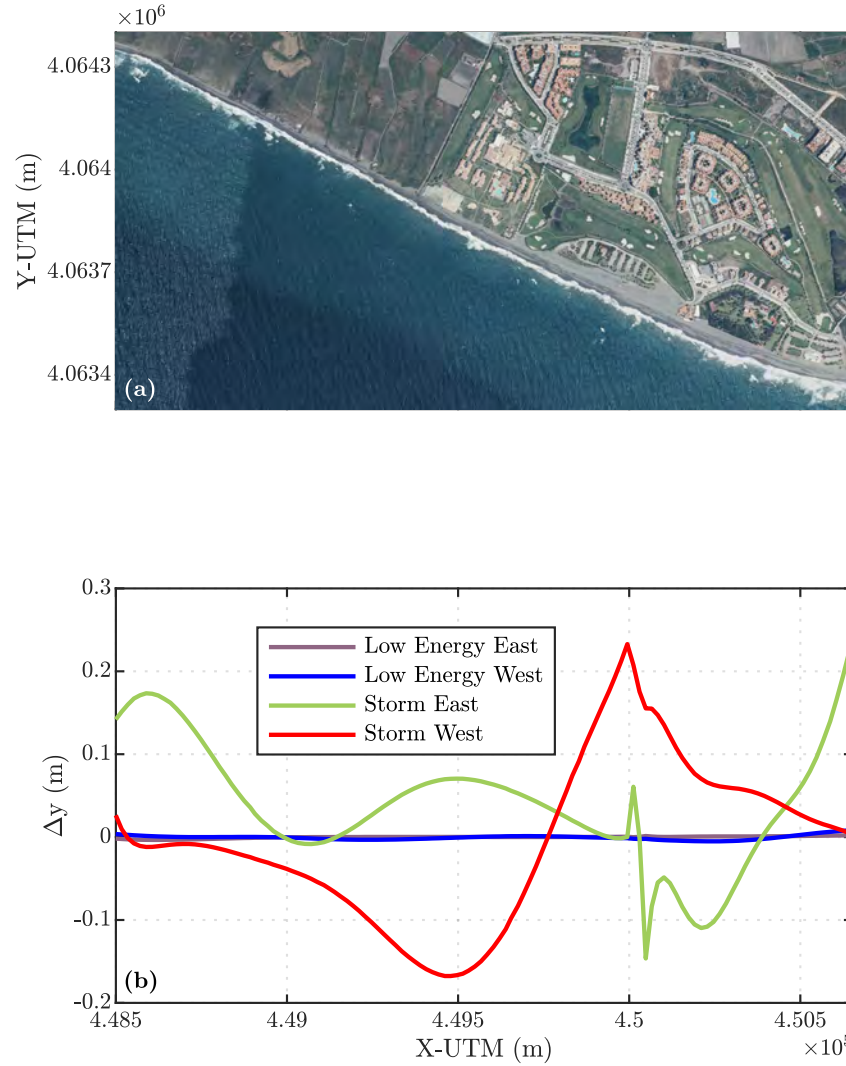 ×10⁶
4.0643
4.064
4.0637
4.0634
Y-UTM (m)
(a)
0.3
0.2
0.1
0
-0.1
-0.2
Δy (m)
Low Energy East
Low Energy West
Storm East
Storm West
(b)
4.485
4.49
4.495
4.5
4.505
X-UTM (m)
×10